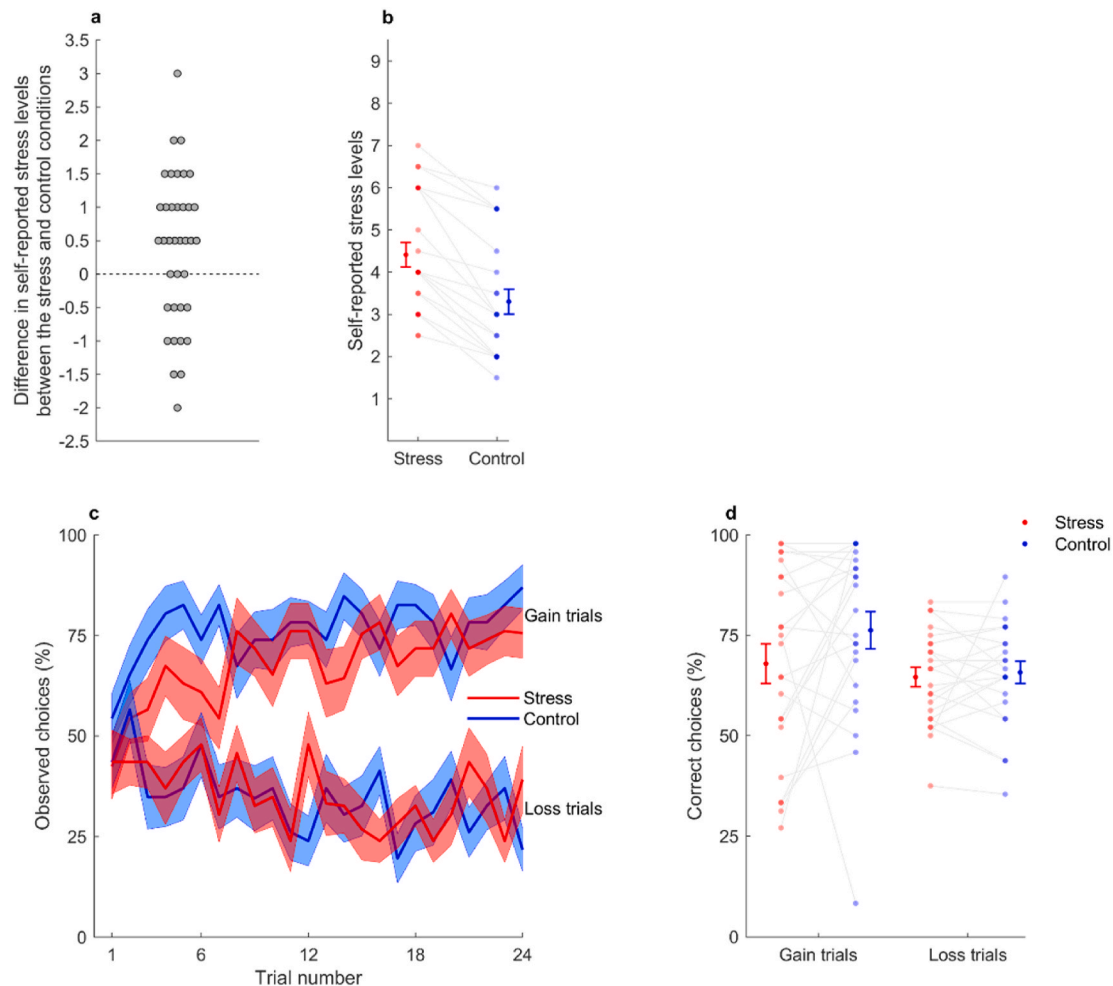 a
Difference in self-reported stress levels
between the stress and control conditions
3.5
3
2.5
2
1.5
1
0.5
0
-0.5
-1
-1.5
-2
-2.5
b
Self-reported stress levels
9
8
7
6
5
4
3
2
1
Stress
Control
c
Observed choices (%)
100
75
50
25
0
Gain trials
Stress
Control
Loss trials
1
6
12
18
24
Trial number
d
Correct choices (%)
100
75
50
25
0
Stress
Control
Gain trials
Loss trials